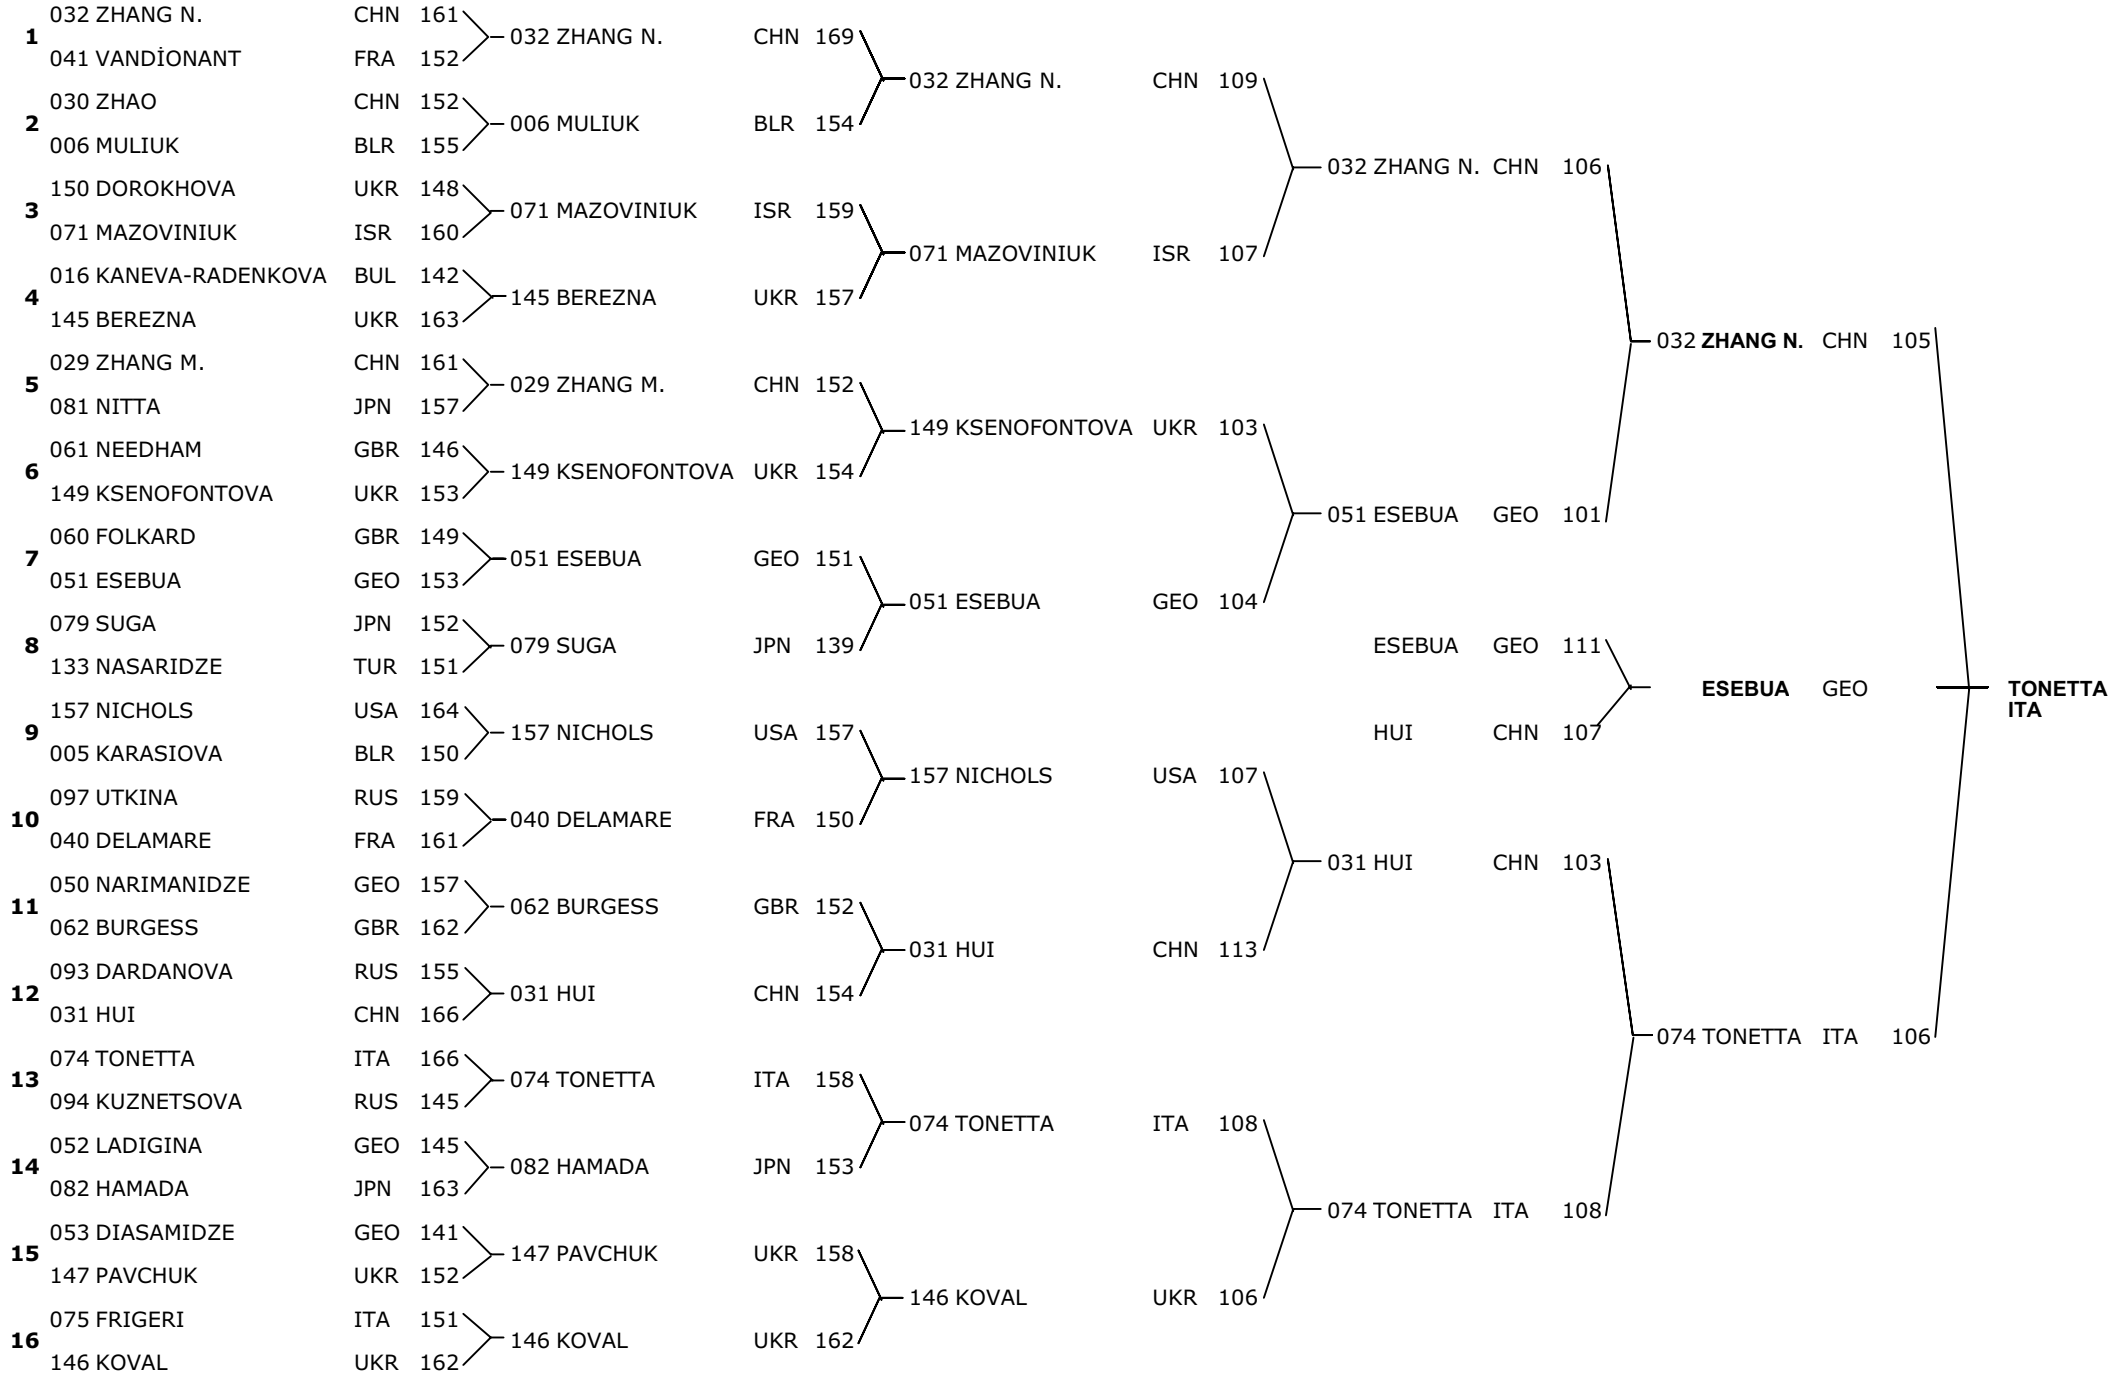 032 ZHANG N. CHN 161
1
041 VANDİONANT FRA 152
032 ZHANG N. CHN 169
030 ZHAO CHN 152
2
006 MULIUK BLR 155
006 MULIUK BLR 154
032 ZHANG N. CHN 109
150 DOROKHOVA UKR 148
3
071 MAZOVINIUK ISR 160
071 MAZOVINIUK ISR 159
016 KANEVA-RADENKOVA BUL 142
4
145 BEREZNA UKR 163
145 BEREZNA UKR 157
071 MAZOVINIUK ISR 107
032 ZHANG N. CHN 106
029 ZHANG M. CHN 161
5
081 NITTA JPN 157
029 ZHANG M. CHN 152
061 NEEDHAM GBR 146
6
149 KSENOFONTOVA UKR 153
149 KSENOFONTOVA UKR 154
149 KSENOFONTOVA UKR 103
060 FOLKARD GBR 149
7
051 ESEBUA GEO 153
051 ESEBUA GEO 151
079 SUGA JPN 152
8
133 NASARIDZE TUR 151
079 SUGA JPN 139
051 ESEBUA GEO 104
051 ESEBUA GEO 101
032 ZHANG N. CHN 105
ESEBUA GEO 111
HUI CHN 107
ESEBUA GEO
TONETTA
ITA
157 NICHOLS USA 164
9
005 KARASIOVA BLR 150
157 NICHOLS USA 157
097 UTKINA RUS 159
10
040 DELAMARE FRA 161
040 DELAMARE FRA 150
157 NICHOLS USA 107
050 NARIMANIDZE GEO 157
11
062 BURGESS GBR 162
062 BURGESS GBR 152
093 DARDANOVA RUS 155
12
031 HUI CHN 166
031 HUI CHN 154
031 HUI CHN 113
031 HUI CHN 103
074 TONETTA ITA 166
13
094 KUZNETSOVA RUS 145
074 TONETTA ITA 158
052 LADIGINA GEO 145
14
082 HAMADA JPN 163
082 HAMADA JPN 153
074 TONETTA ITA 108
053 DIASAMIDZE GEO 141
15
147 PAVCHUK UKR 152
147 PAVCHUK UKR 158
075 FRIGERI ITA 151
16
146 KOVAL UKR 162
146 KOVAL UKR 162
146 KOVAL UKR 106
074 TONETTA ITA 108
074 TONETTA ITA 106